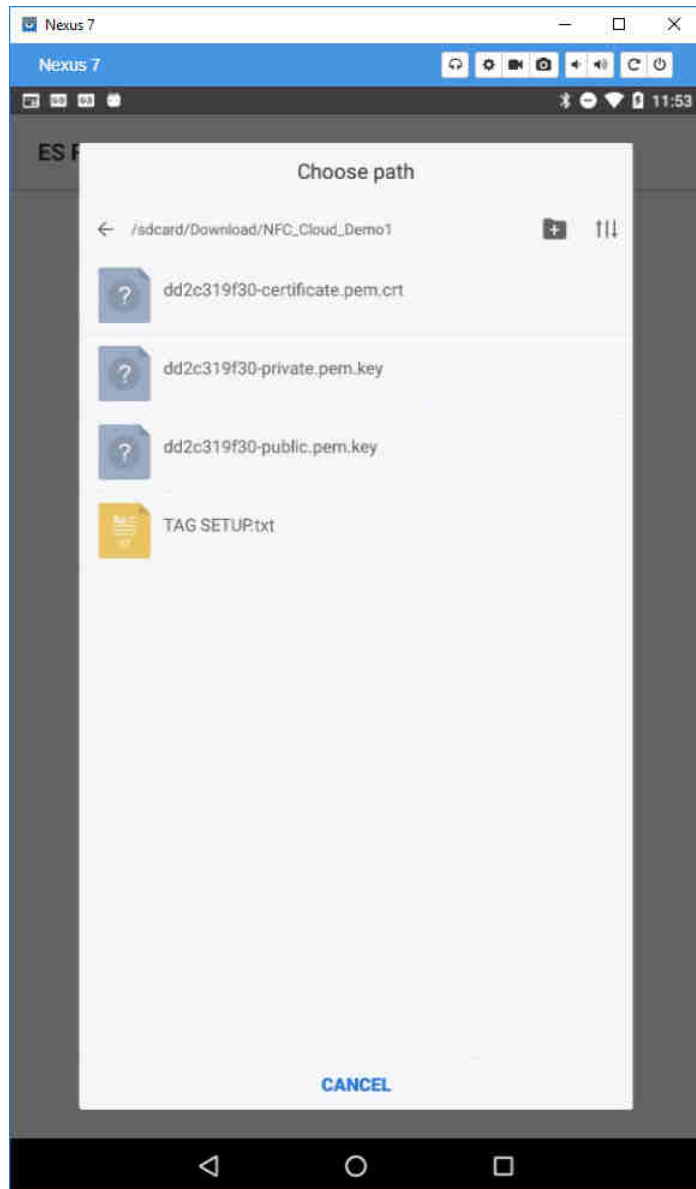 Nexus 7
Nexus 7
11:53
ES F
Choose path
/sdcard/Download/NFC_Cloud_Demo1
dd2c319f30-certificate.pem.crt
dd2c319f30-private.pem.key
dd2c319f30-public.pem.key
TAG SETUP.txt
CANCEL